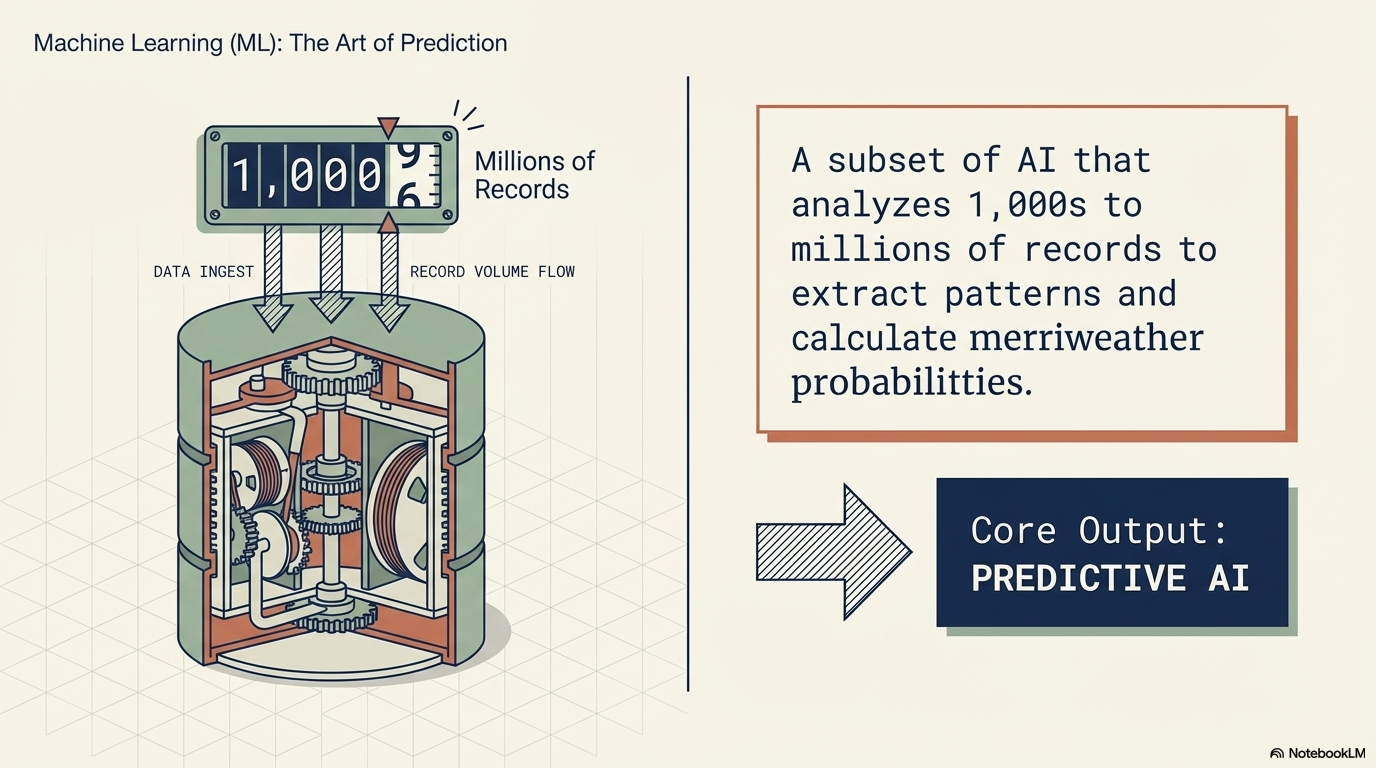 Machine Learning (ML): The Art of Prediction
1,000
Millions of
Records
DATA INGEST
RECORD VOLUME FLOW
A subset of AI that
analyzes 1,000s to
millions of records to
extract patterns and
calculate merriweather
probabilitties.
Core Output:
PREDICTIVE AI
NotebookLM